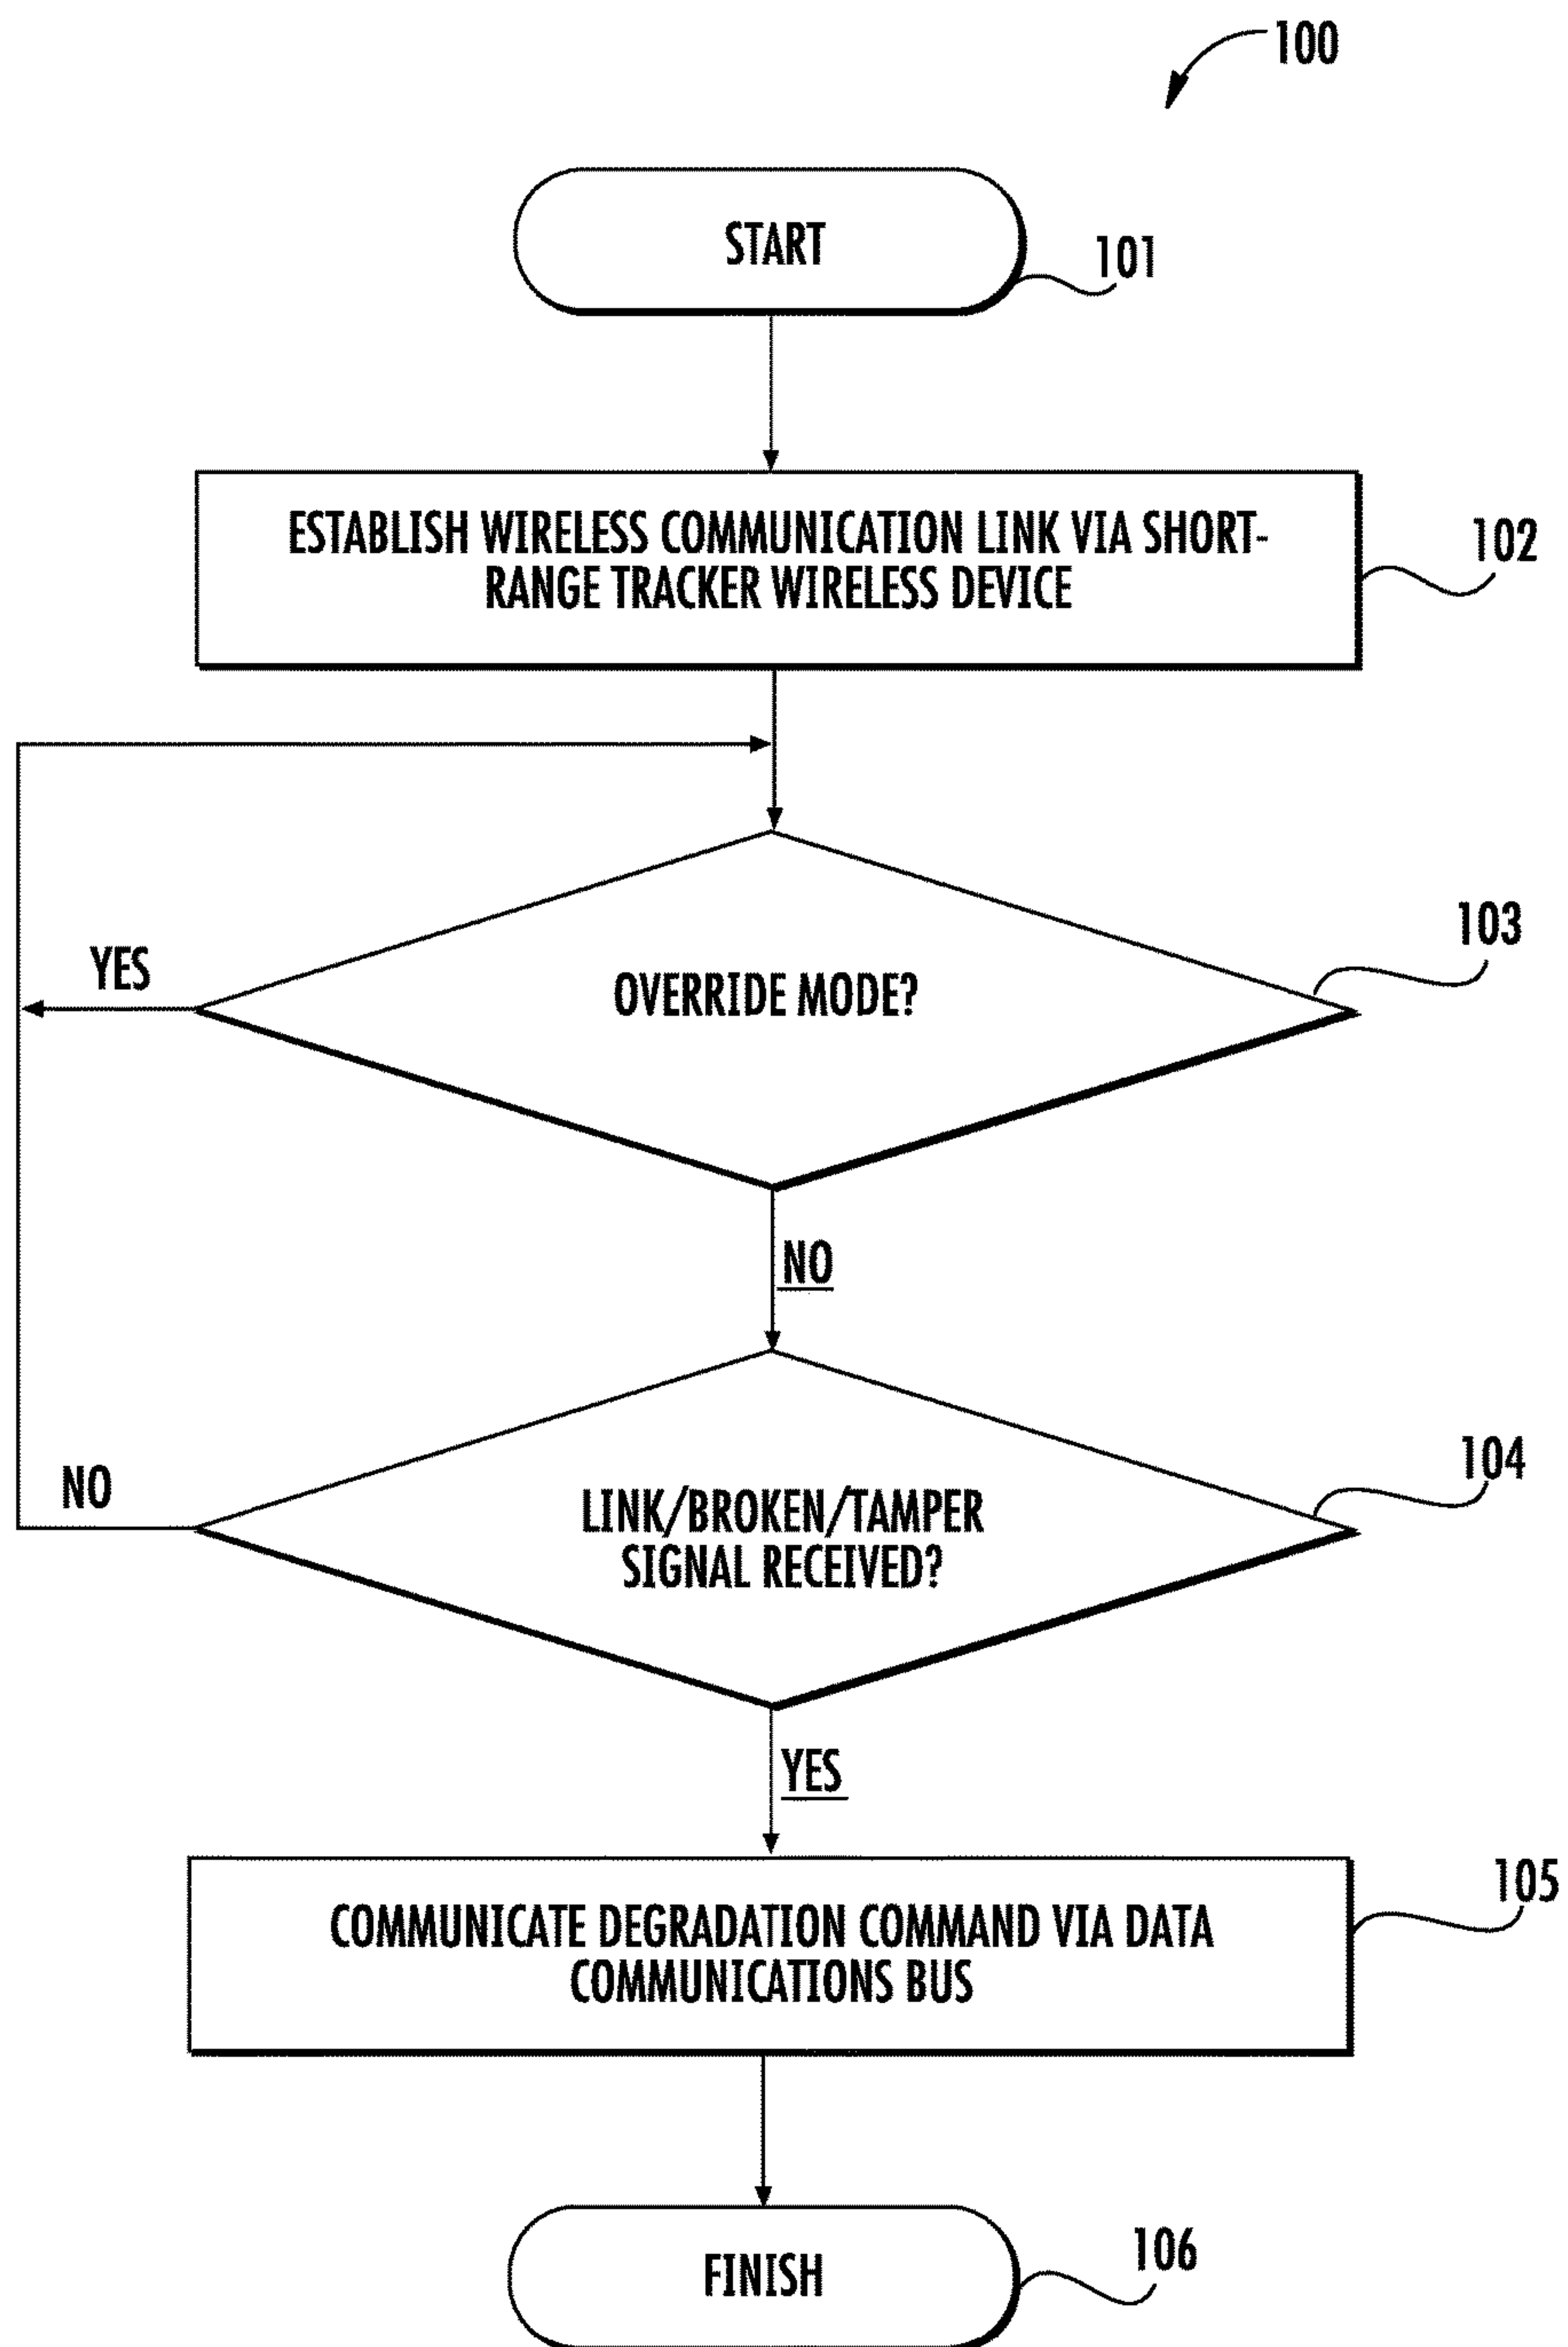 100
START
101
ESTABLISH WIRELESS COMMUNICATION LINK VIA SHORT-
RANGE TRACKER WIRELESS DEVICE
102
YES
OVERRIDE MODE?
103
NO
NO
LINK/BROKEN/TAMPER
SIGNAL RECEIVED?
104
YES
COMMUNICATE DEGRADATION COMMAND VIA DATA
COMMUNICATIONS BUS
105
FINISH
106